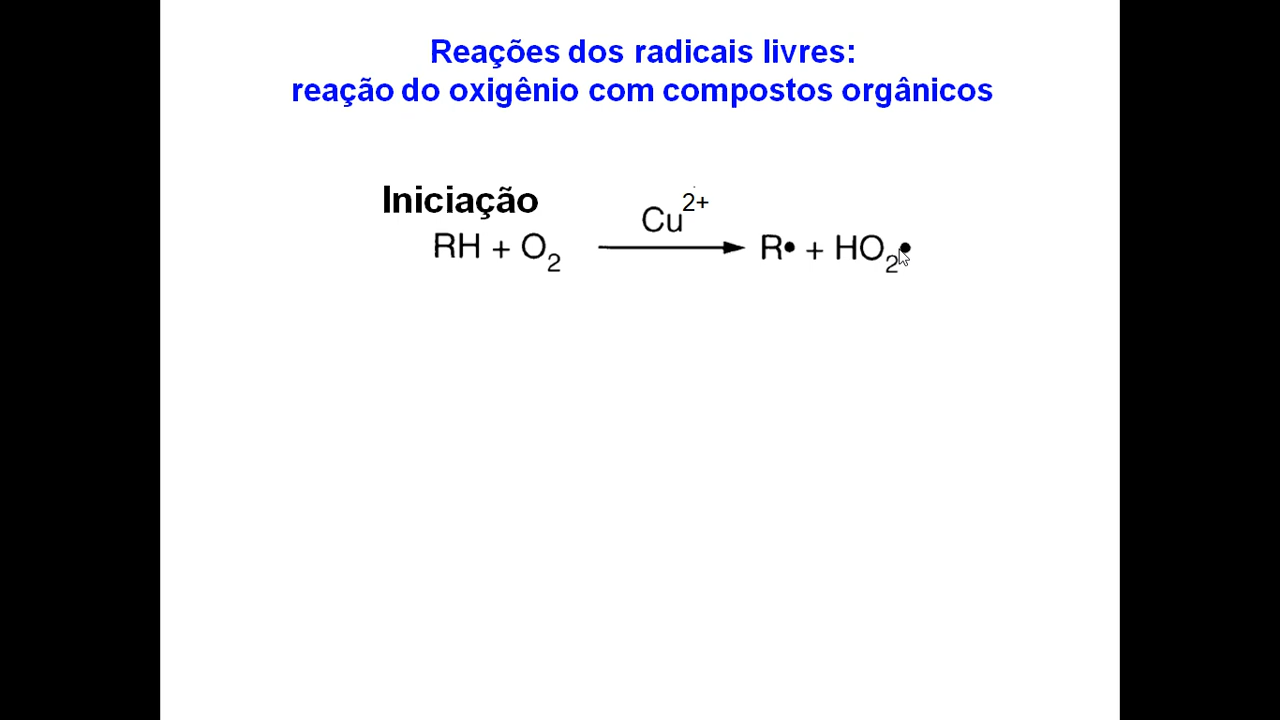 Reações dos radicais livres:
reação do oxigênio com compostos orgânicos
Iniciação
Cu2+
RH + O2 → R• + HO2•